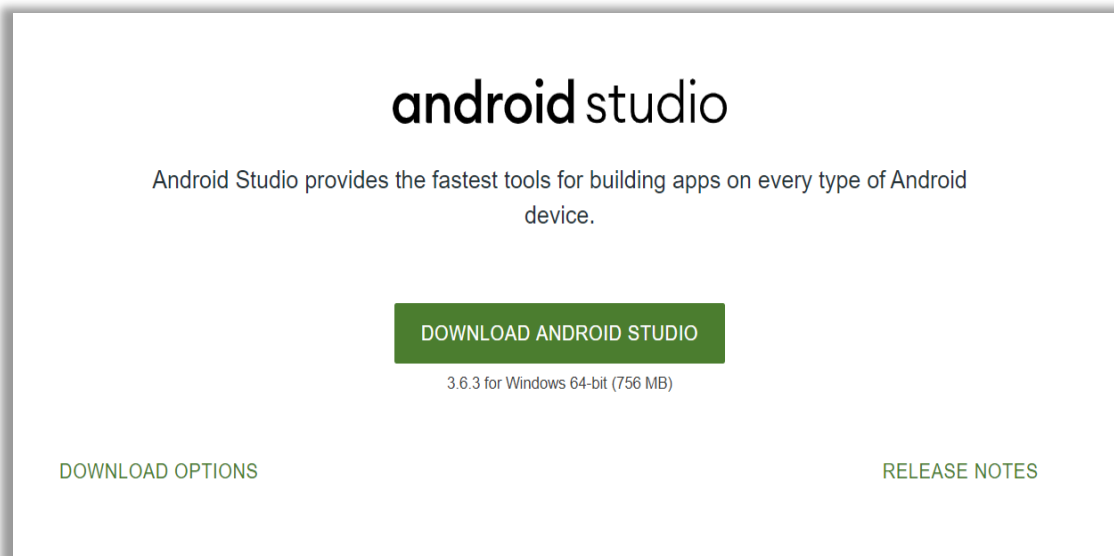 android studio
Android Studio provides the fastest tools for building apps on every type of Android
device.
DOWNLOAD ANDROID STUDIO
3.6.3 for Windows 64-bit (756 MB)
DOWNLOAD OPTIONS
RELEASE NOTES